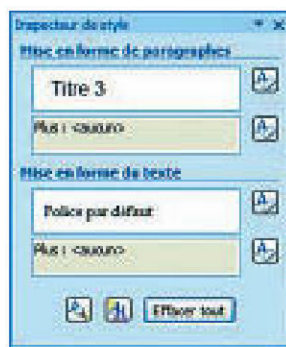 Inspecteur de style
Mise en forme de paragraphes
Titre 3
Plus : <aucun>
Mise en forme du texte
Police par défaut
Plus : <aucun>
Effacer tout